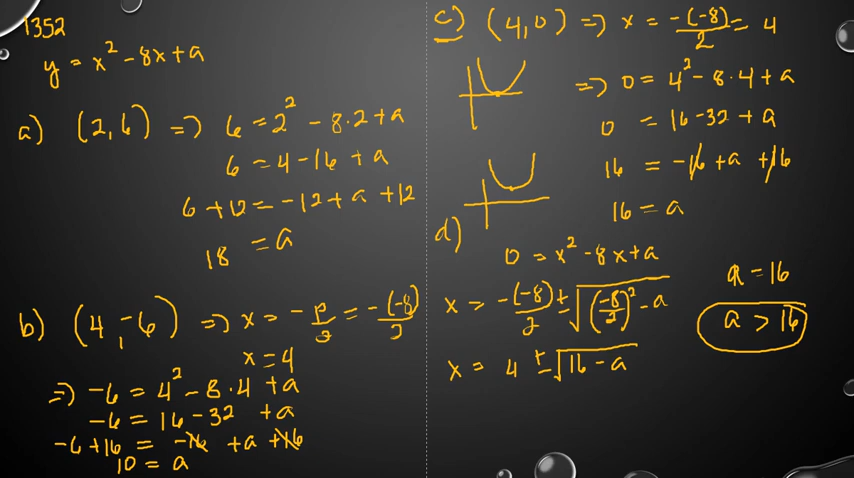 1352
y = x² - 8x + a
a) (2,6) => 6 = 2² - 8·2 + a
6 = 4 - 16 + a
6 + 12 = -12 + a + 12
18 = a
b) (4, -6) => x = -p/2 = -(-8)/2
x = 4
=> -6 = 4² - 8·4 + a
-6 = 16 - 32 + a
-6 + 16 = -16 + a + 16
10 = a
c) (4,0) => x = -(-8)/2 = 4
=> 0 = 4² - 8·4 + a
0 = 16 - 32 + a
16 = -16 + a + 16
16 = a
d)
0 = x² - 8x + a
x = -(-8)/2 ± √((-8/2)² - a)
x = 4 ± √(16 - a)
a = 16
a > 16